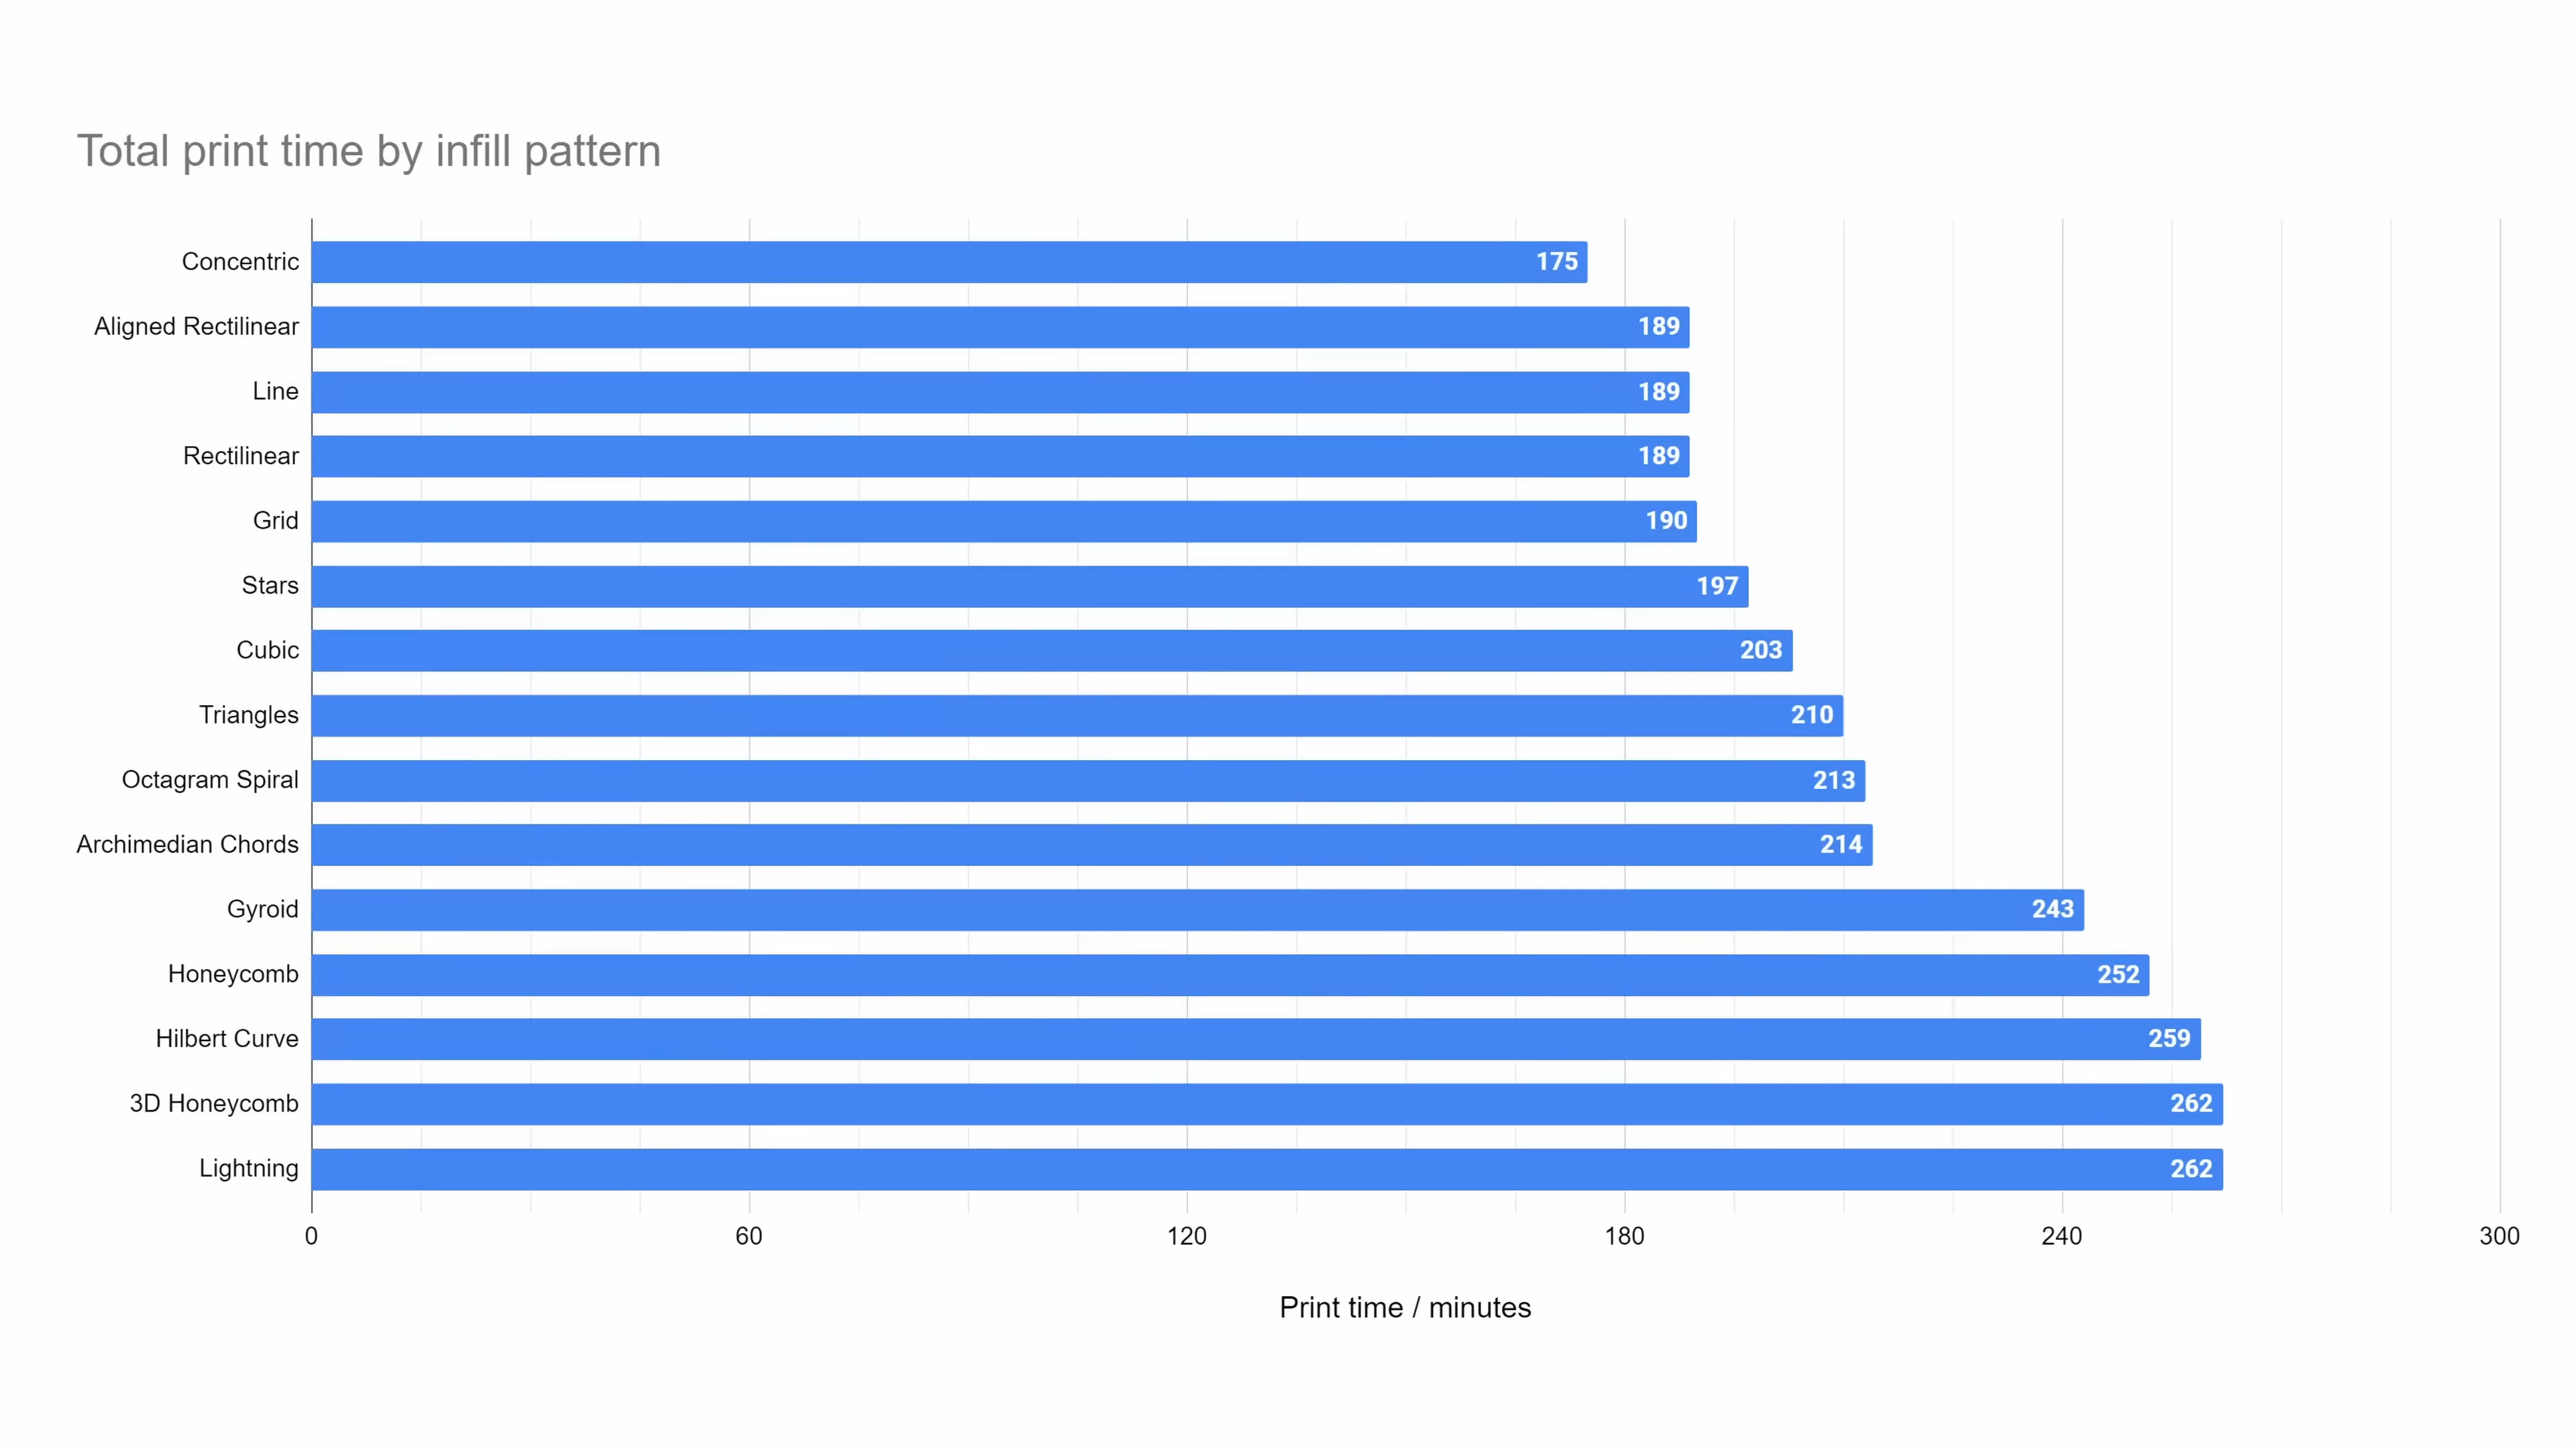 Total print time by infill pattern
Concentric 175
Aligned Rectilinear 189
Line 189
Rectilinear 189
Grid 190
Stars 197
Cubic 203
Triangles 210
Octagram Spiral 213
Archimedian Chords 214
Gyroid 243
Honeycomb 252
Hilbert Curve 259
3D Honeycomb 262
Lightning 262
0 60 120 180 240 300
Print time / minutes